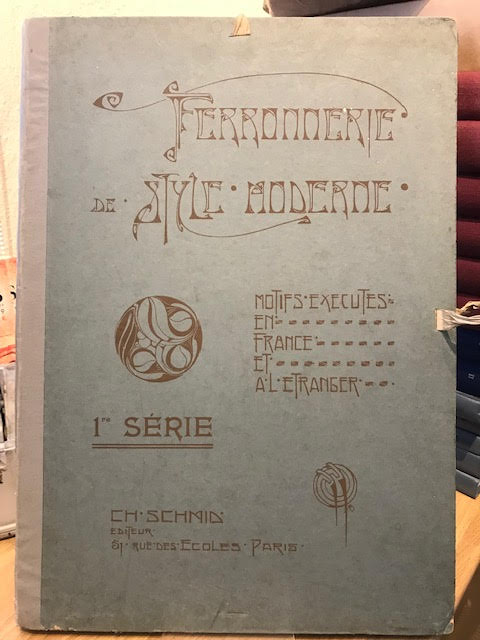 FERRONNERIE
DE · STYLE · MODERNE ·
MOTIFS · EXECUTES
EN
FRANCE
ET
A · L'ETRANGER
1re SÉRIE
CH · SCHMID
EDITEUR
51 · RUE · DES · ECOLES · PARIS ·